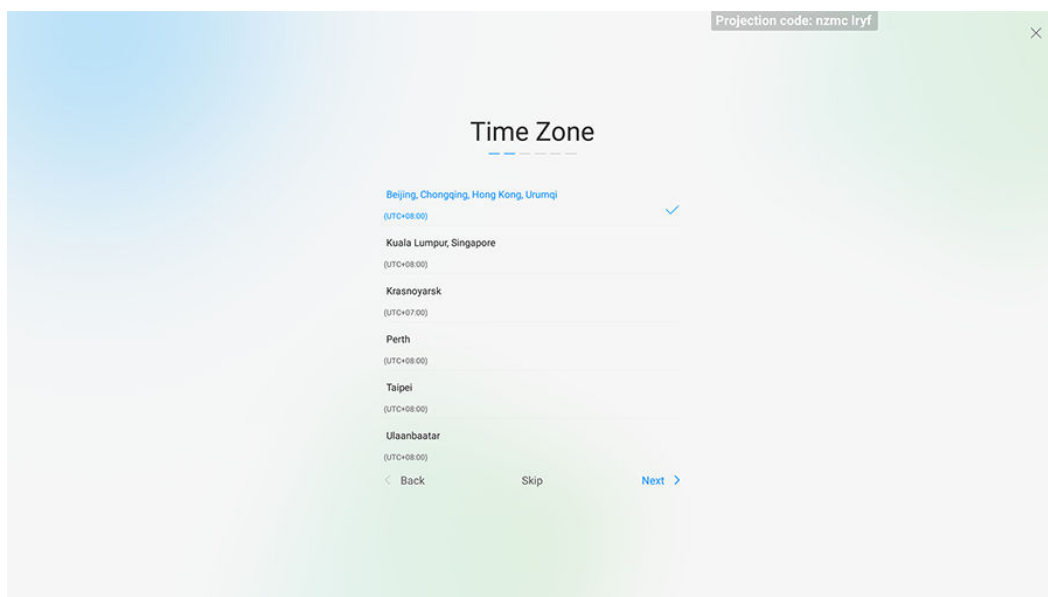 Projection code: nzmc lryf
Time Zone
Beijing, Chongqing, Hong Kong, Urumqi
(UTC+08:00)
Kuala Lumpur, Singapore
(UTC+08:00)
Krasnoyarsk
(UTC+07:00)
Perth
(UTC+08:00)
Taipei
(UTC+08:00)
Ulaanbaatar
(UTC+08:00)
Back Skip Next